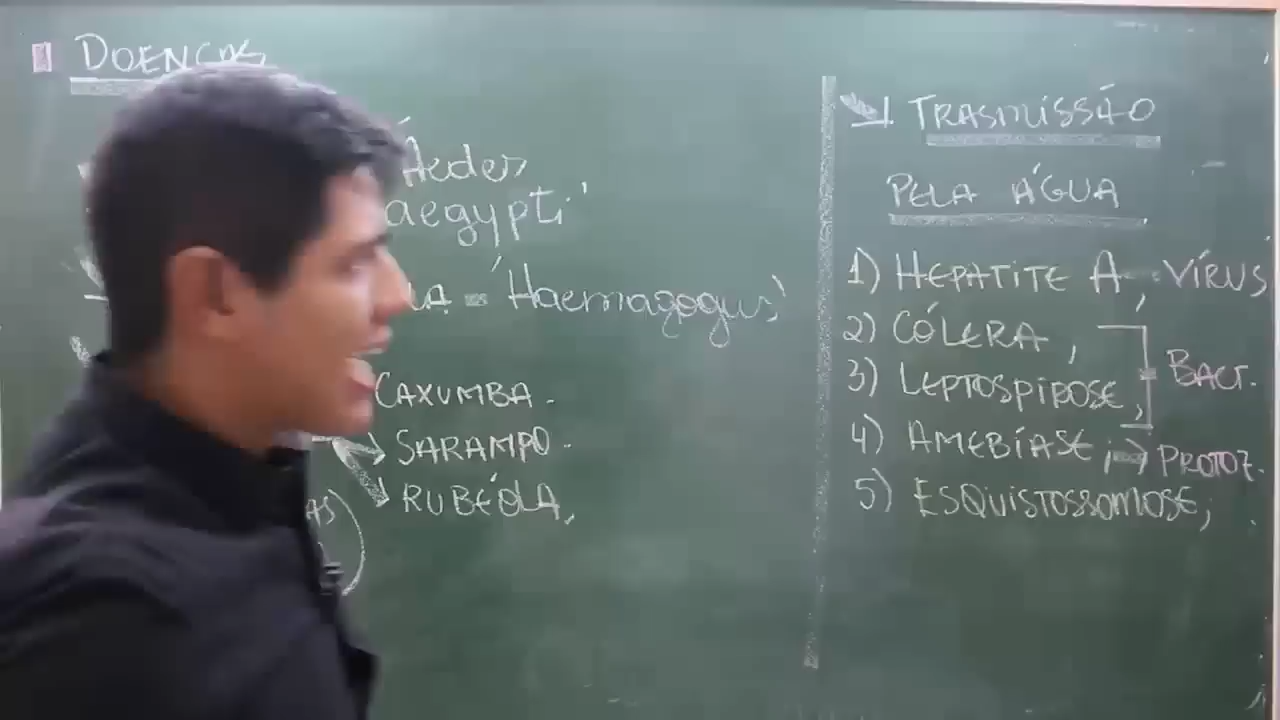 DOENÇAS
'Aedes
aegypti'
'Haemagogus'
CAXUMBA.
SARAMPO.
RUBÉOLA,
AS)
TRASMISSÃO
PELA ÁGUA
1) HEPATITE A, VÍRUS
2) CÓLERA,
BACT.
3) LEPTOSPIROSE,
4) AMEBÍASE; → PROTOZ.
5) ESQUISTOSSOMOSE;